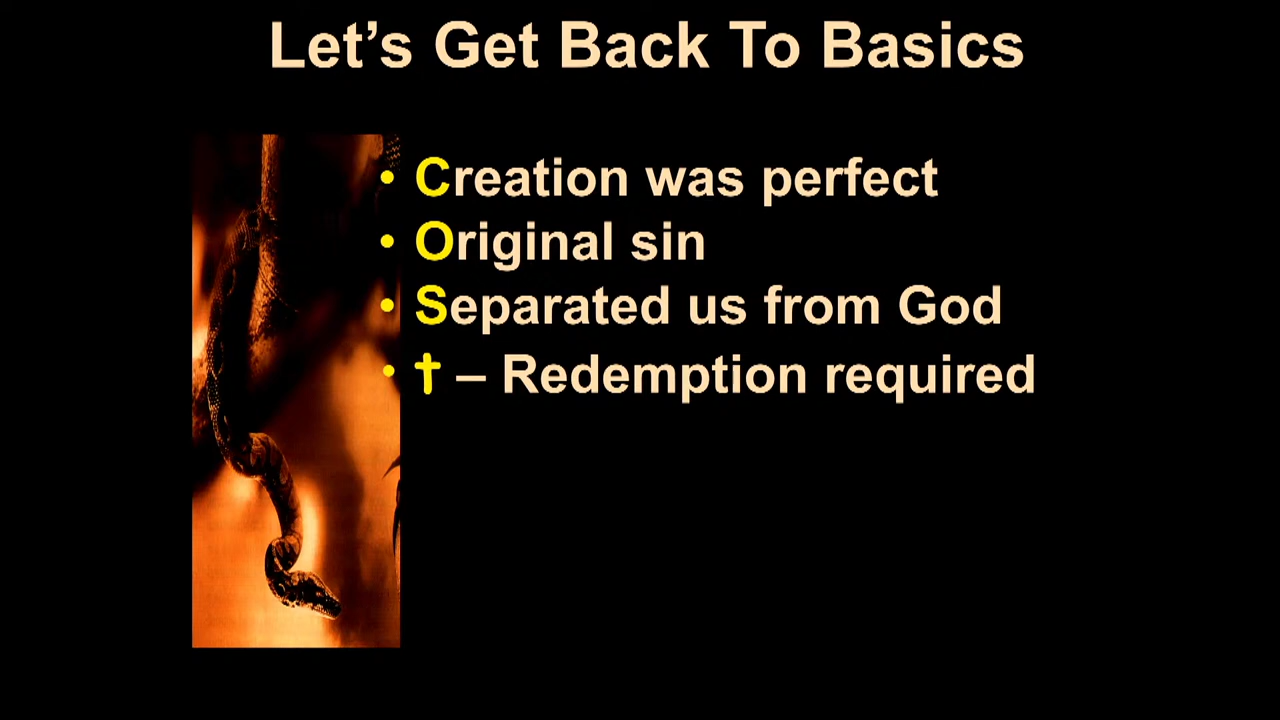 Let’s Get Back To Basics
• Creation was perfect
• Original sin
• Separated us from God
• † – Redemption required